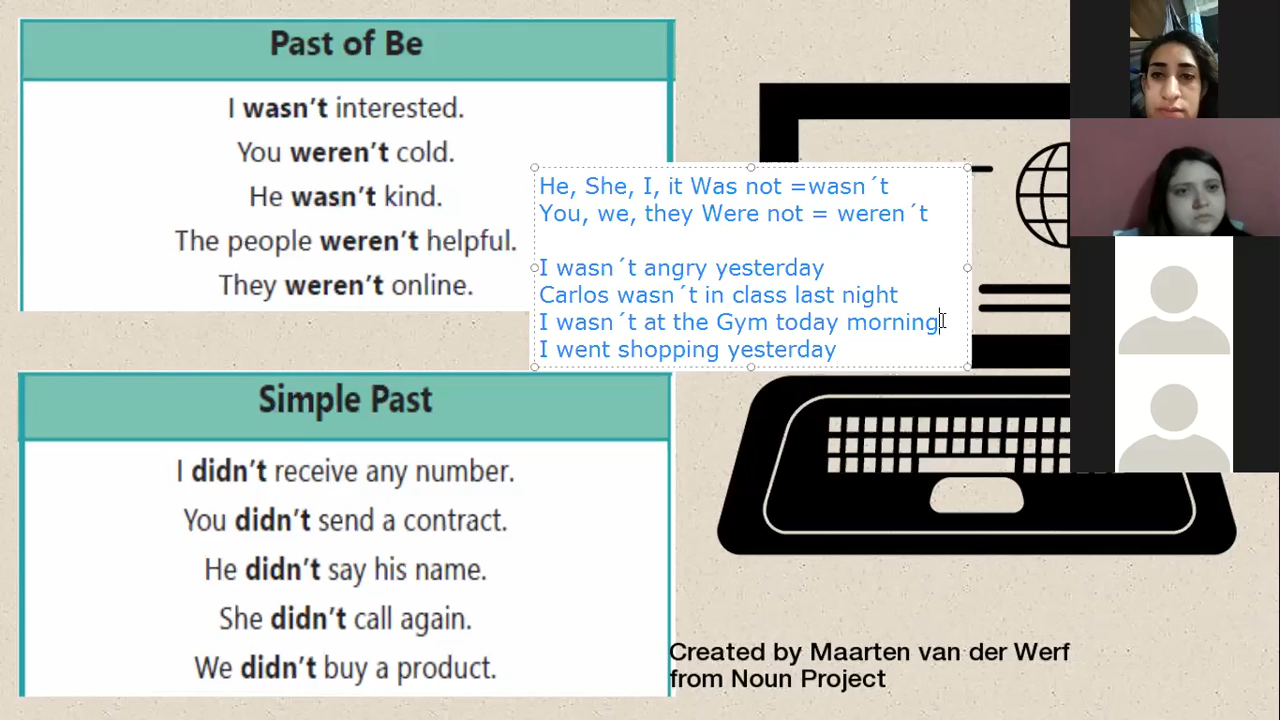 Past of Be
I wasn't interested.
You weren't cold.
He wasn't kind.
The people weren't helpful.
They weren't online.
He, She, I, it Was not =wasn´t
You, we, they Were not = weren´t
I wasn´t angry yesterday
Carlos wasn´t in class last night
I wasn´t at the Gym today morning
I went shopping yesterday
Simple Past
I didn't receive any number.
You didn't send a contract.
He didn't say his name.
She didn't call again.
We didn't buy a product.
Created by Maarten van der Werf
from Noun Project